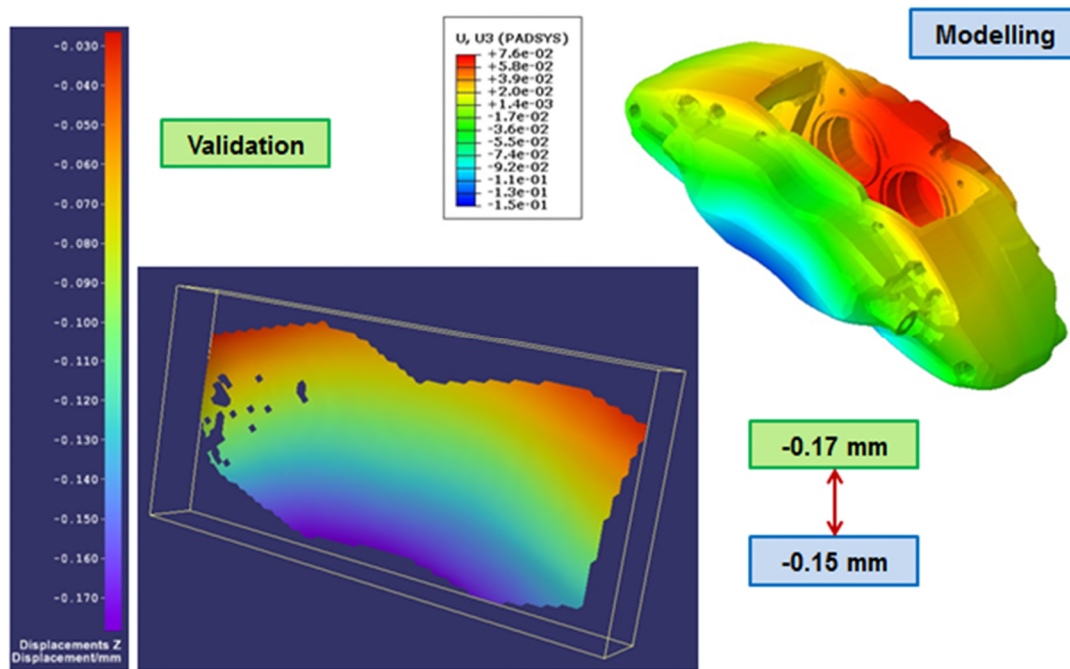 -0.030
-0.040
-0.050
-0.060
-0.070
-0.080
-0.090
-0.100
-0.110
-0.120
-0.130
-0.140
-0.150
-0.160
-0.170
Displacements Z
Displacement/mm
Validation
U, U3 (PADSYS)
+7.6e-02
+5.8e-02
+3.9e-02
+2.0e-02
+1.4e-03
-1.7e-02
-3.6e-02
-5.5e-02
-7.4e-02
-9.2e-02
-1.1e-01
-1.3e-01
-1.5e-01
Modelling
-0.17 mm
-0.15 mm